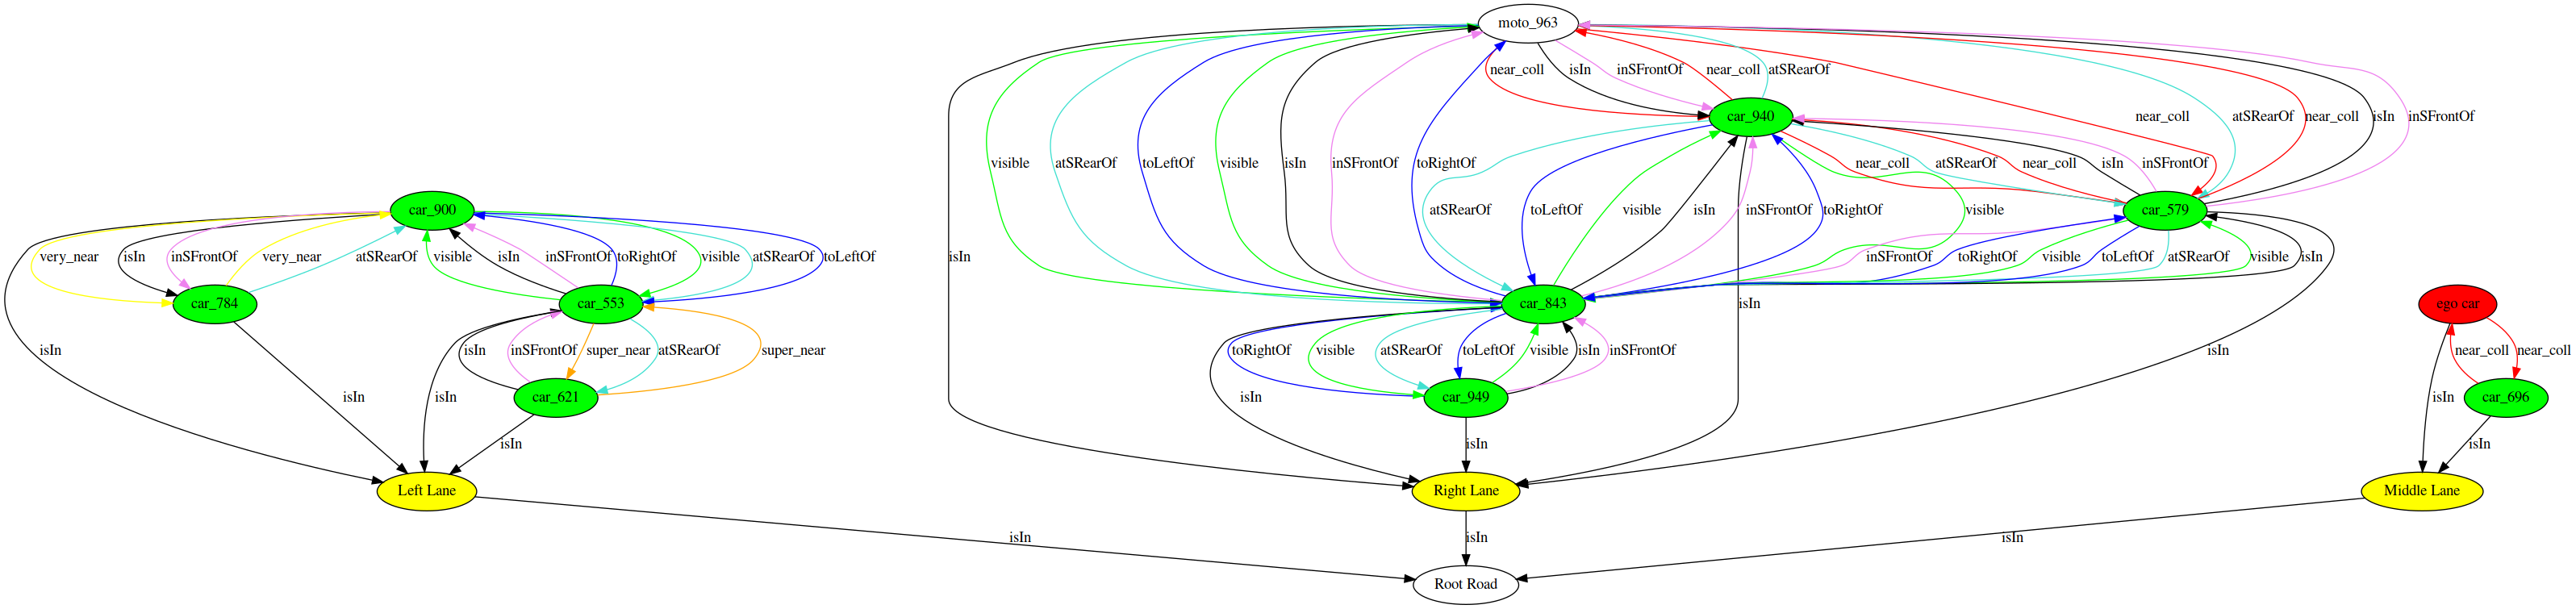 moto_963
near_coll isIn inSFrontOf near_coll atSRearOf
car_940
near_coll atSRearOf near_coll isIn inSFrontOf
visible atSRearOf toLeftOf visible isIn inSFrontOf toRightOf near_coll atSRearOf near_coll isIn inSFrontOf
car_900 atSRearOf toLeftOf visible isIn inSFrontOf toRightOf visible car_579
very_near isIn inSFrontOf very_near atSRearOf visible isIn inSFrontOf toRightOf visible atSRearOf toLeftOf isIn inSFrontOf toRightOf visible toLeftOf atSRearOf visible isIn
car_784 car_553 car_843 isIn ego car
isIn isIn inSFrontOf super_near atSRearOf super_near toRightOf visible atSRearOf toLeftOf visible isIn inSFrontOf isIn near_coll near_coll
isIn isIn car_621 isIn car_949 isIn car_696
isIn isIn isIn
Left Lane Right Lane Middle Lane
isIn isIn isIn
Root Road